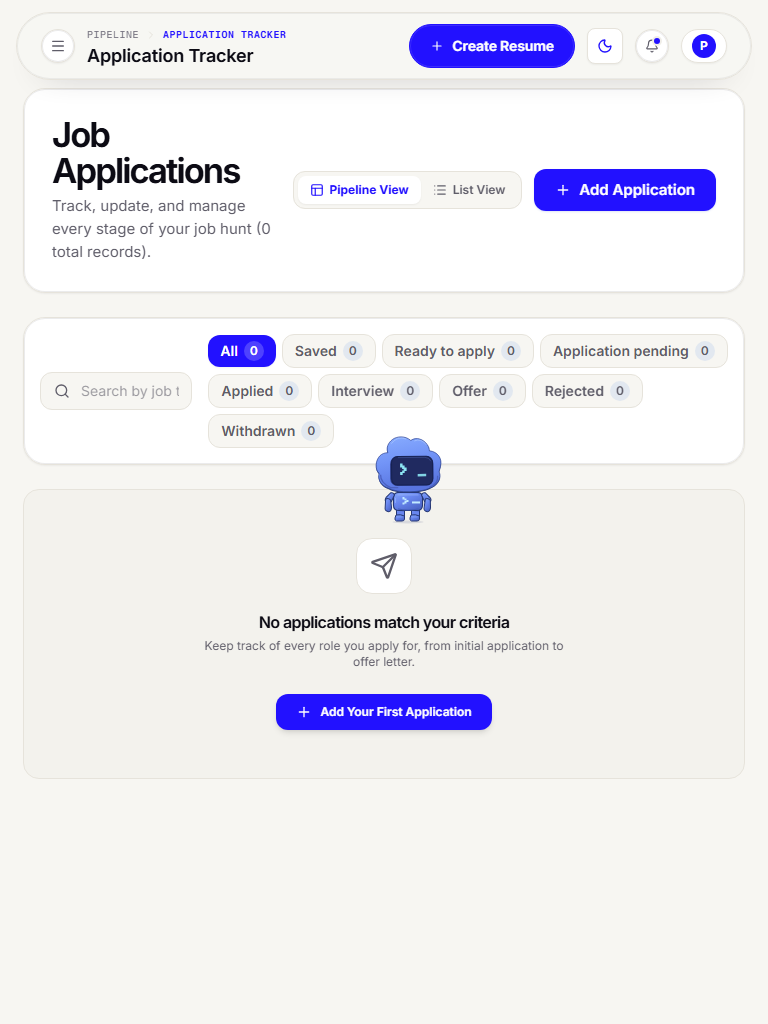 PIPELINE APPLICATION TRACKER
Application Tracker
Create Resume
P
Job
Applications
Track, update, and manage
every stage of your job hunt (0
total records).
Pipeline View
List View
Add Application
Search by job t
All 0
Saved 0
Ready to apply 0
Application pending 0
Applied 0
Interview 0
Offer 0
Rejected 0
Withdrawn 0
No applications match your criteria
Keep track of every role you apply for, from initial application to
offer letter.
Add Your First Application